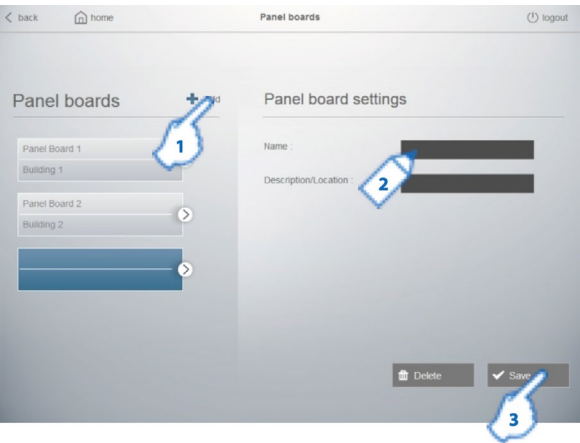 back
home
Panel boards
logout
Panel boards
Panel board settings
1
Panel Board 1
Building 1
Name :
2
Description/Location :
Panel Board 2
Building 2
Delete
Save
3